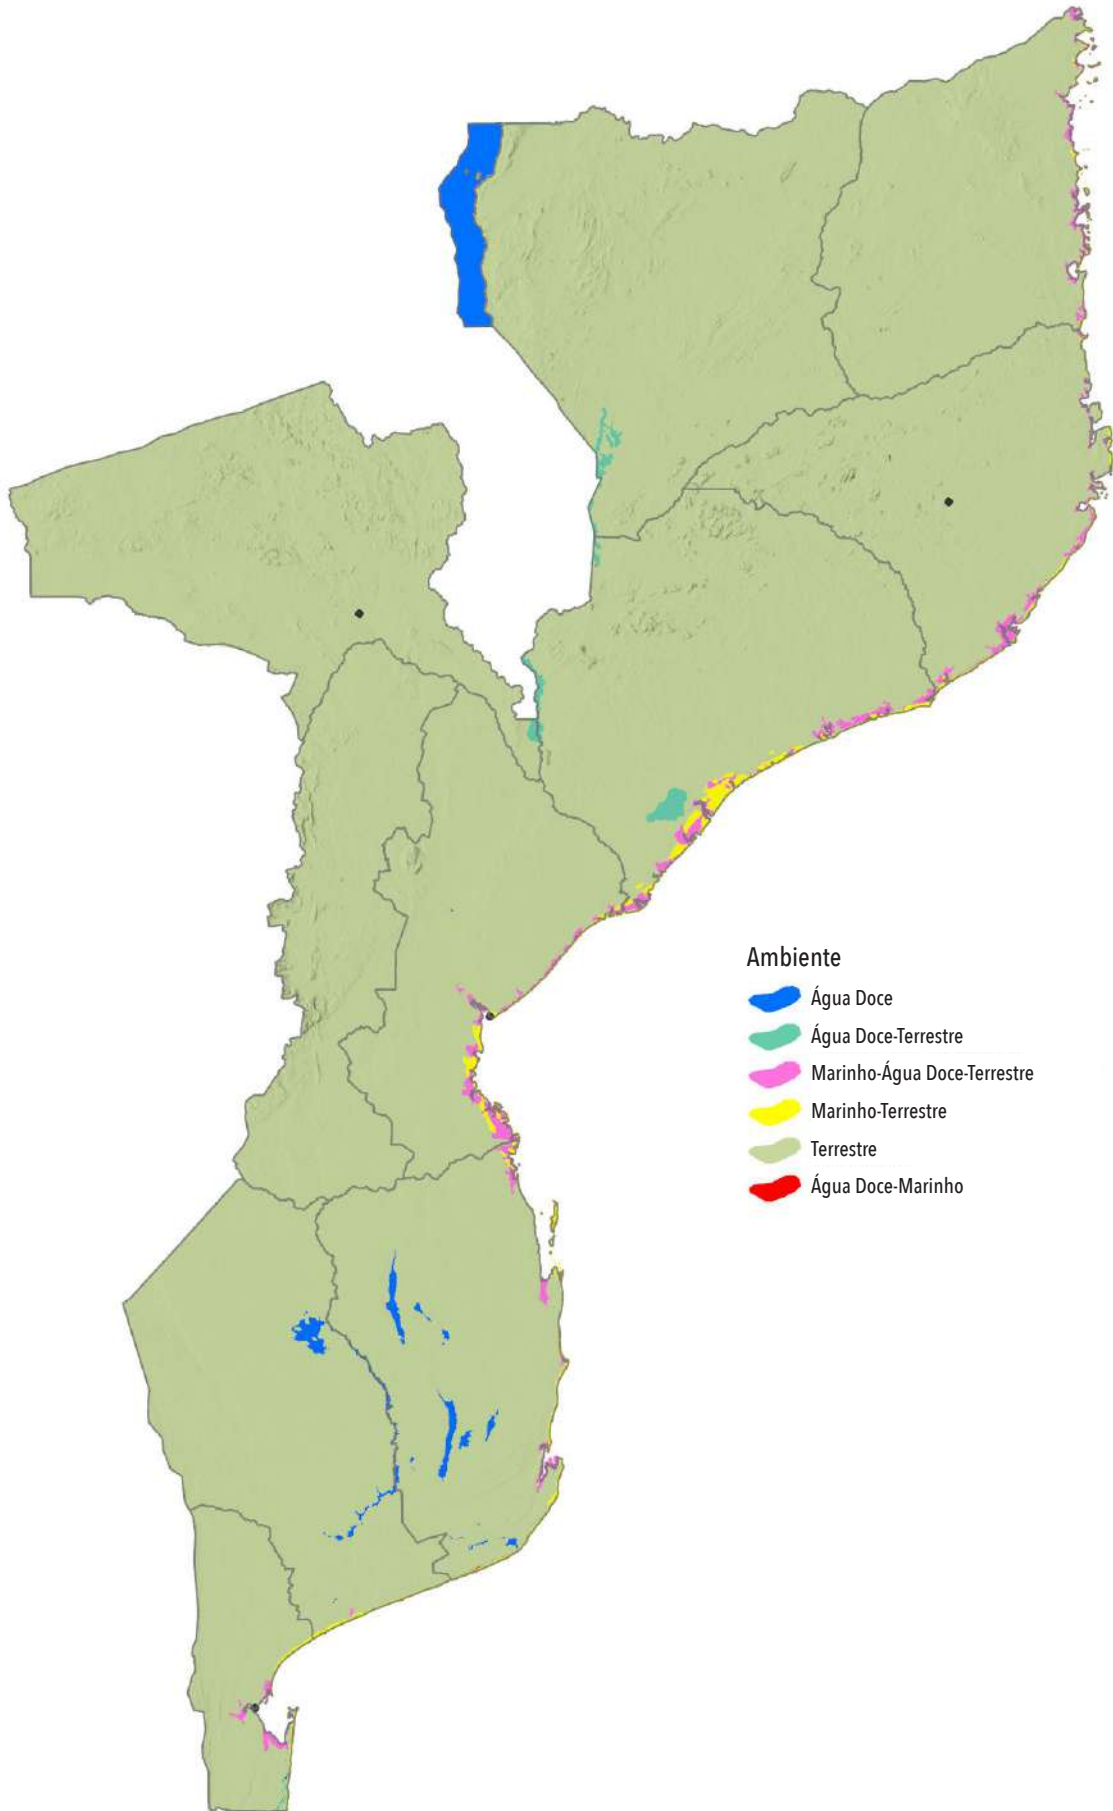 Ambiente
Água Doce
Água Doce-Terrestre
Marinho-Água Doce-Terrestre
Marinho-Terrestre
Terrestre
Água Doce-Marinho